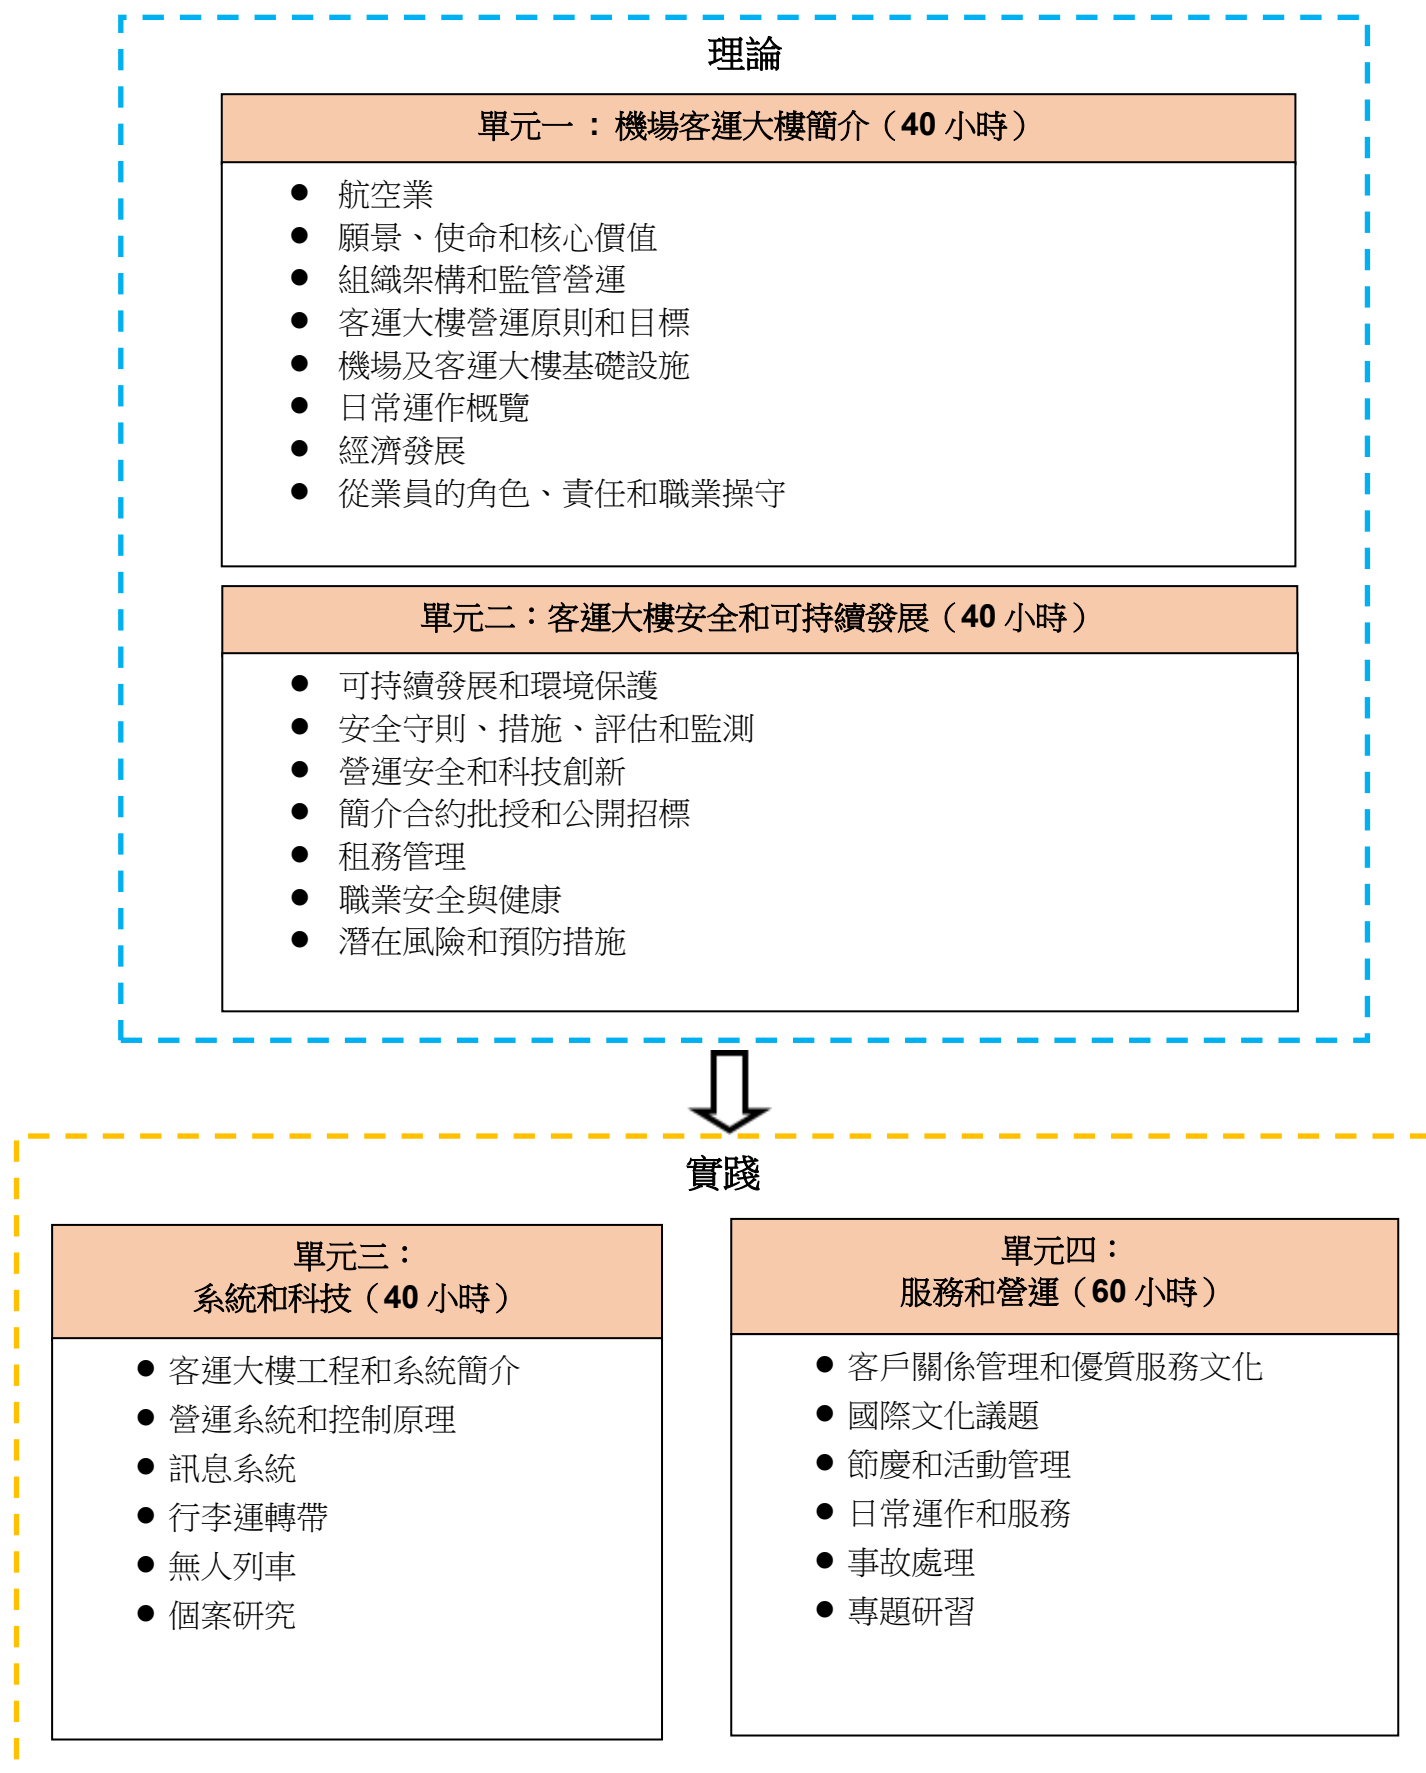 理論
單元一 : 機場客運大樓簡介（40 小時）
● 航空業
● 願景、使命和核心價值
● 組織架構和監管營運
● 客運大樓營運原則和目標
● 機場及客運大樓基礎設施
● 日常運作概覽
● 經濟發展
● 從業員的角色、責任和職業操守
單元二：客運大樓安全和可持續發展（40 小時）
● 可持續發展和環境保護
● 安全守則、措施、評估和監測
● 營運安全和科技創新
● 簡介合約批授和公開招標
● 租務管理
● 職業安全與健康
● 潛在風險和預防措施
實踐
單元三：
系統和科技（40 小時）
● 客運大樓工程和系統簡介
● 營運系統和控制原理
● 訊息系統
● 行李運轉帶
● 無人列車
● 個案研究
單元四：
服務和營運（60 小時）
● 客戶關係管理和優質服務文化
● 國際文化議題
● 節慶和活動管理
● 日常運作和服務
● 事故處理
● 專題研習